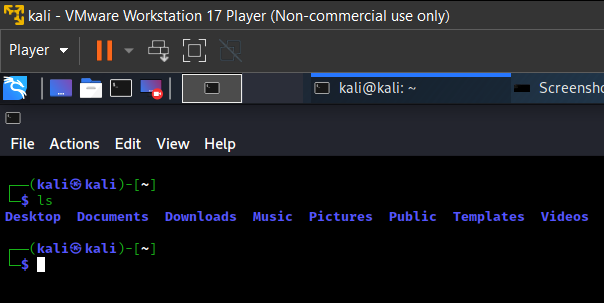 kali - VMware Workstation 17 Player (Non-commercial use only)
Player
kali@kali: ~
Screensho
File Actions Edit View Help
┌──(kali㉿kali)-[~]
└─$ ls
Desktop Documents Downloads Music Pictures Public Templates Videos
┌──(kali㉿kali)-[~]
└─$